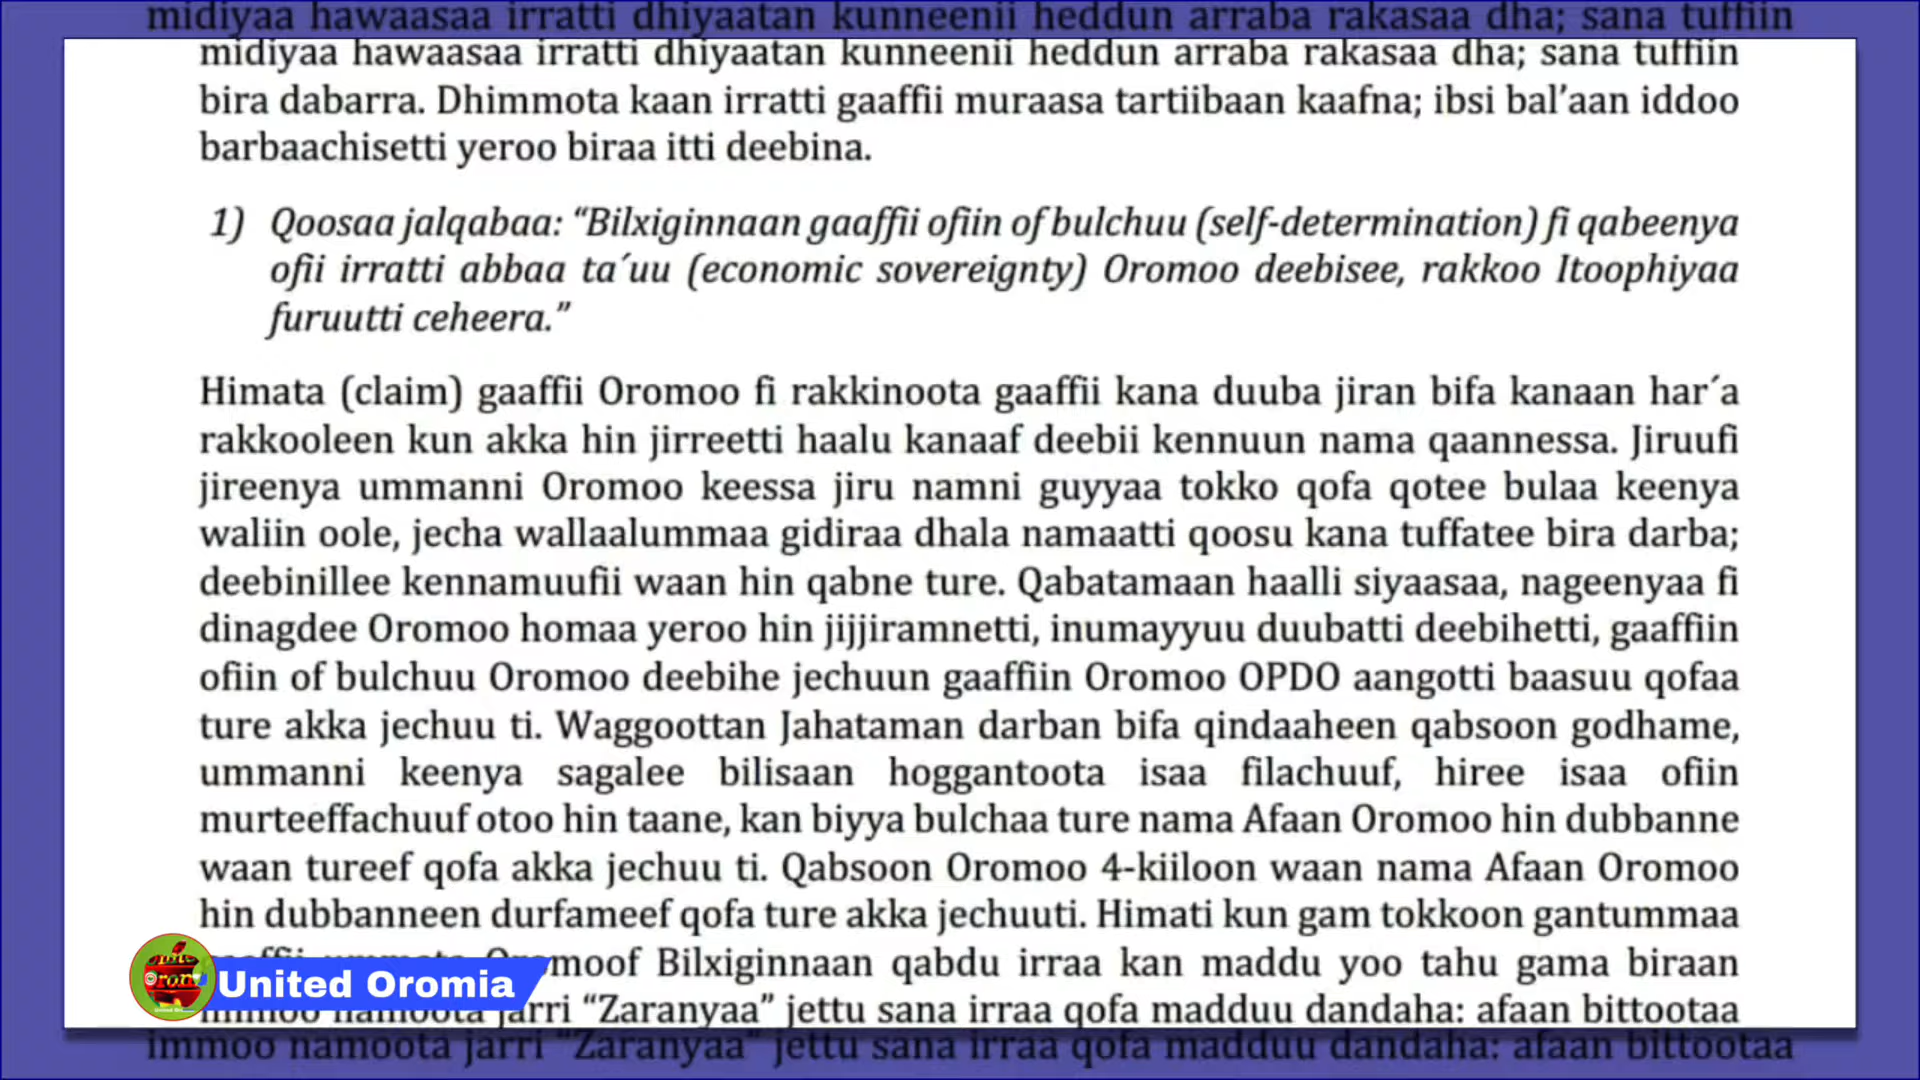 midiyaa hawaasaa irratti dhiyaatan kunneenii heddun arraba rakasaa dha; sana tuffiin
midiyaa hawaasaa irratti dhiyaatan kunneenii heddun arraba rakasaa dha; sana tuffiin
bira dabarra. Dhimmota kaan irratti gaaffii muraasa tartiibaan kaafna; ibsi bal’aan iddoo
barbaachisetti yeroo biraa itti deebina.
1) Qoosaa jalqabaa: “Bilxiginnaan gaaffii ofiin of bulchuu (self-determination) fi qabeenya
ofii irratti abbaa ta´uu (economic sovereignty) Oromoo deebisee, rakkoo Itoophiyaa
furuutti ceheera.”
Himata (claim) gaaffii Oromoo fi rakkinoota gaaffii kana duuba jiran bifa kanaan har´a
rakkooleen kun akka hin jirreetti haalu kanaaf deebii kennuun nama qaannessa. Jiruufi
jireenya ummanni Oromoo keessa jiru namni guyyaa tokko qofa qotee bulaa keenya
waliin oole, jecha wallaalummaa gidiraa dhala namaatti qoosu kana tuffatee bira darba;
deebinillee kennamuufii waan hin qabne ture. Qabatamaan haalli siyaasaa, nageenyaa fi
dinagdee Oromoo homaa yeroo hin jijjiramnetti, inumayyuu duubatti deebihetti, gaaffiin
ofiin of bulchuu Oromoo deebihe jechuun gaaffiin Oromoo OPDO aangotti baasuu qofaa
ture akka jechuu ti. Waggoottan Jahataman darban bifa qindaaheen qabsoon godhame,
ummanni keenya sagalee bilisaan hoggantoota isaa filachuuf, hiree isaa ofiin
murteeffachuuf otoo hin taane, kan biyya bulchaa ture nama Afaan Oromoo hin dubbanne
waan tureef qofa akka jechuu ti. Qabsoon Oromoo 4-kiiloon waan nama Afaan Oromoo
hin dubbanneen durfameef qofa ture akka jechuuti. Himati kun gam tokkoon gantummaa
gaaffii ummata Oromoof Bilxiginnaan qabdu irraa kan maddu yoo tahu gama biraan
immoo namoota jarri “Zaranyaa” jettu sana irraa qofa madduu dandaha: afaan bittootaa
immoo namoota jarri “Zaranyaa” jettu sana irraa qofa madduu dandaha: afaan bittootaa
United Oromia